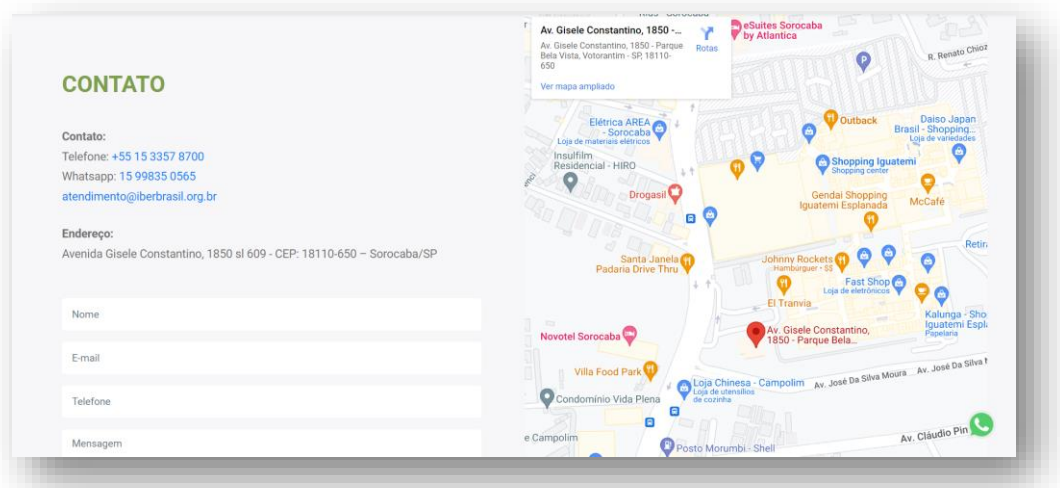 CONTATO
Contato:
Telefone: +55 15 3357 8700
Whatsapp: 15 99835 0565
atendimento@iberbrasil.org.br
Endereço:
Avenida Gisele Constantino, 1850 sl 609 - CEP: 18110-650 – Sorocaba/SP
Nome
E-mail
Telefone
Mensagem
Av. Gisele Constantino, 1850 -...
Av. Gisele Constantino, 1850 - Parque
Bela Vista, Votorantim - SP, 18110-
650
Rotas
Ver mapa ampliado
Sorocaba
eSuites Sorocaba
by Atlantica
R. Renato Chioz
P
Elétrica AREA
- Sorocaba
Loja de materiais elétricos
Outback
Daiso Japan
Brasil - Shopping...
Loja de variedades
Insulfilm
Residencial - HIRO
Shopping Iguatemi
Shopping center
Drogasil
Gendai Shopping
Iguatemi Esplanada
McCafé
Retir
Santa Janela
Padaria Drive Thru
Johnny Rockets
Hamburguer - $$
Fast Shop
Loja de eletrônicos
El Tranvia
Kalunga - Sho
Iguatemi Espl
Papelaria
Novotel Sorocaba
Av. Gisele Constantino,
1850 - Parque Bela...
Villa Food Park
Loja Chinesa - Campolim
Loja de utensílios
de cozinha
Av. José Da Silva Moura
Av. José Da Silva
Condomínio Vida Plena
e Campolim
Posto Morumbi - Shell
Av. Cláudio Pin